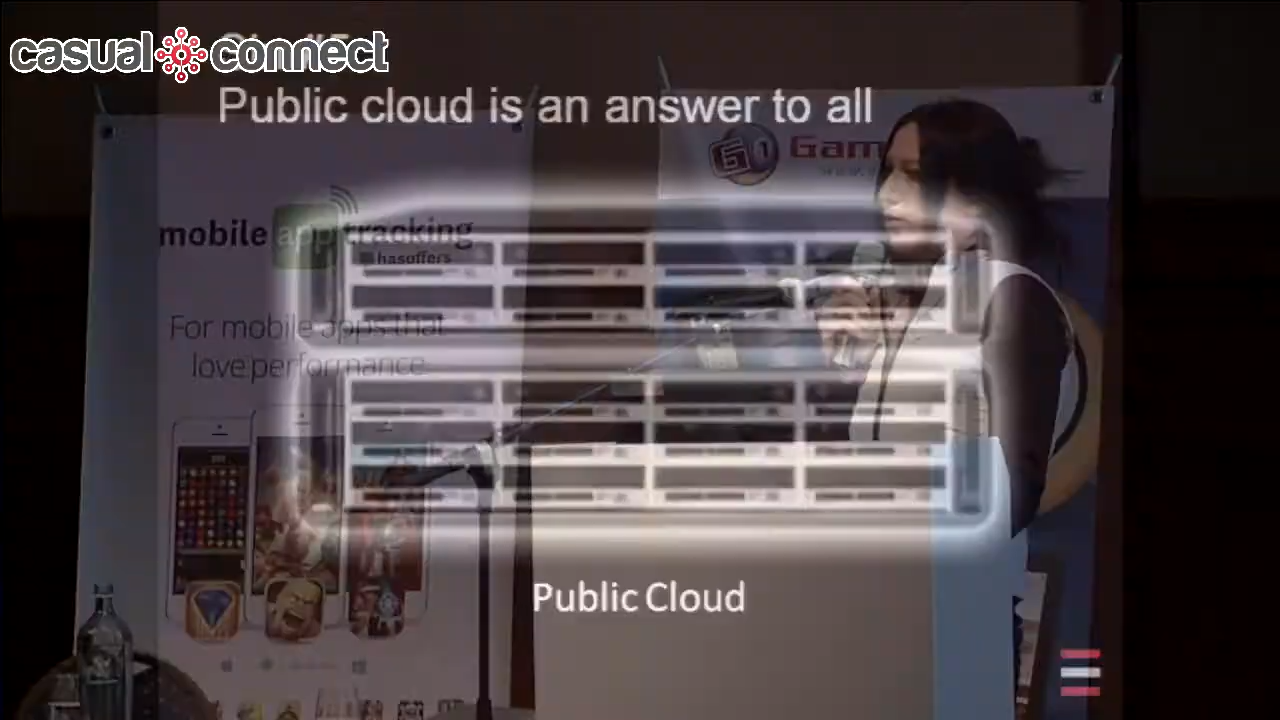 casual connect
Public cloud is an answer to all
Gam
mobile app tracking
hasoffers
For mobile apps that
love performance.
Public Cloud